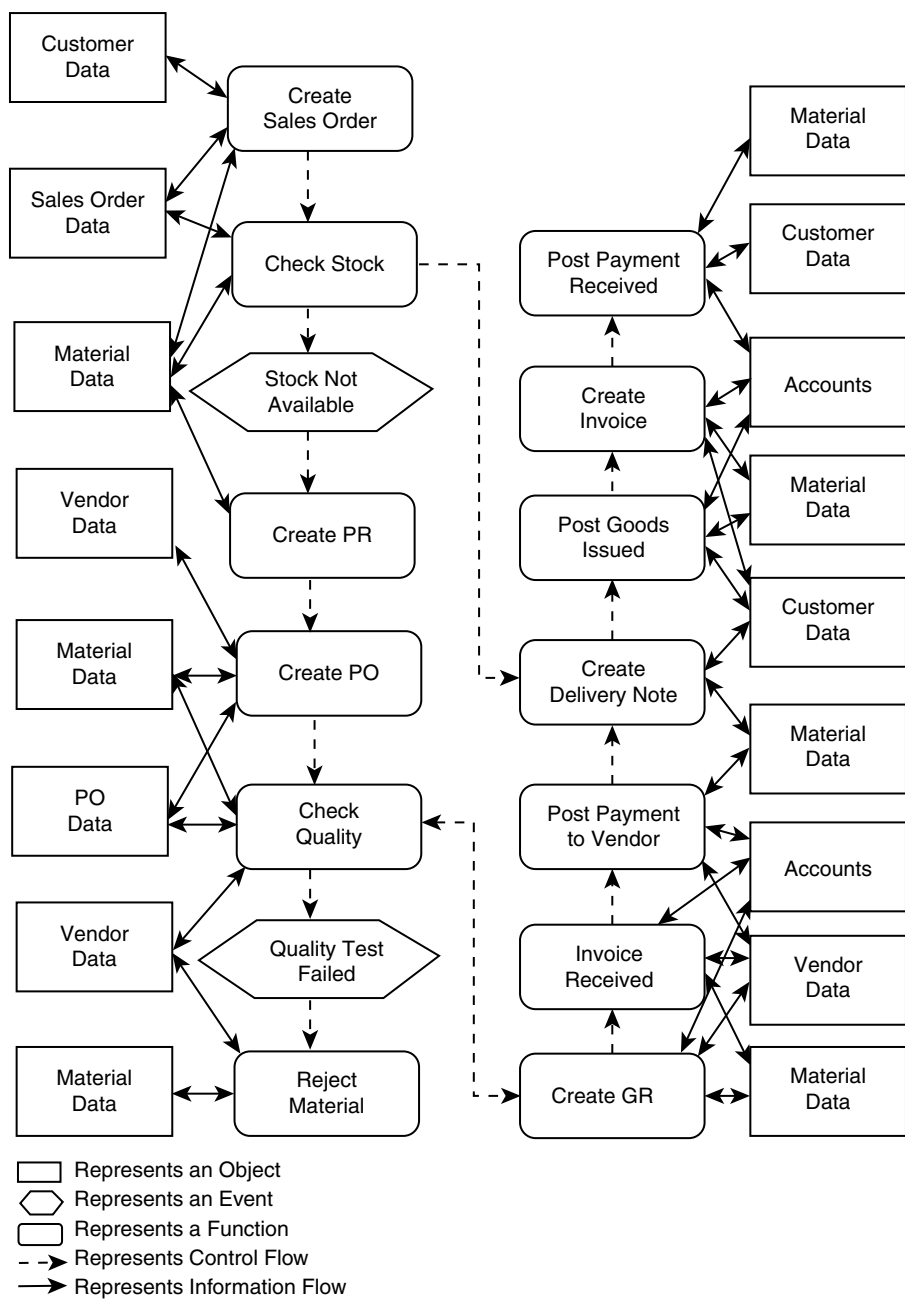 Customer
Data
Create
Sales Order
Sales Order
Data
Check Stock
Material
Data
Stock Not
Available
Vendor
Data
Create PR
Material
Data
Create PO
PO
Data
Check
Quality
Vendor
Data
Quality Test
Failed
Material
Data
Reject
Material
Material
Data
Post Payment
Received
Customer
Data
Create
Invoice
Accounts
Post Goods
Issued
Material
Data
Create
Delivery Note
Customer
Data
Material
Data
Post Payment
to Vendor
Accounts
Invoice
Received
Vendor
Data
Create GR
Material
Data
Represents an Object
Represents an Event
Represents a Function
Represents Control Flow
Represents Information Flow